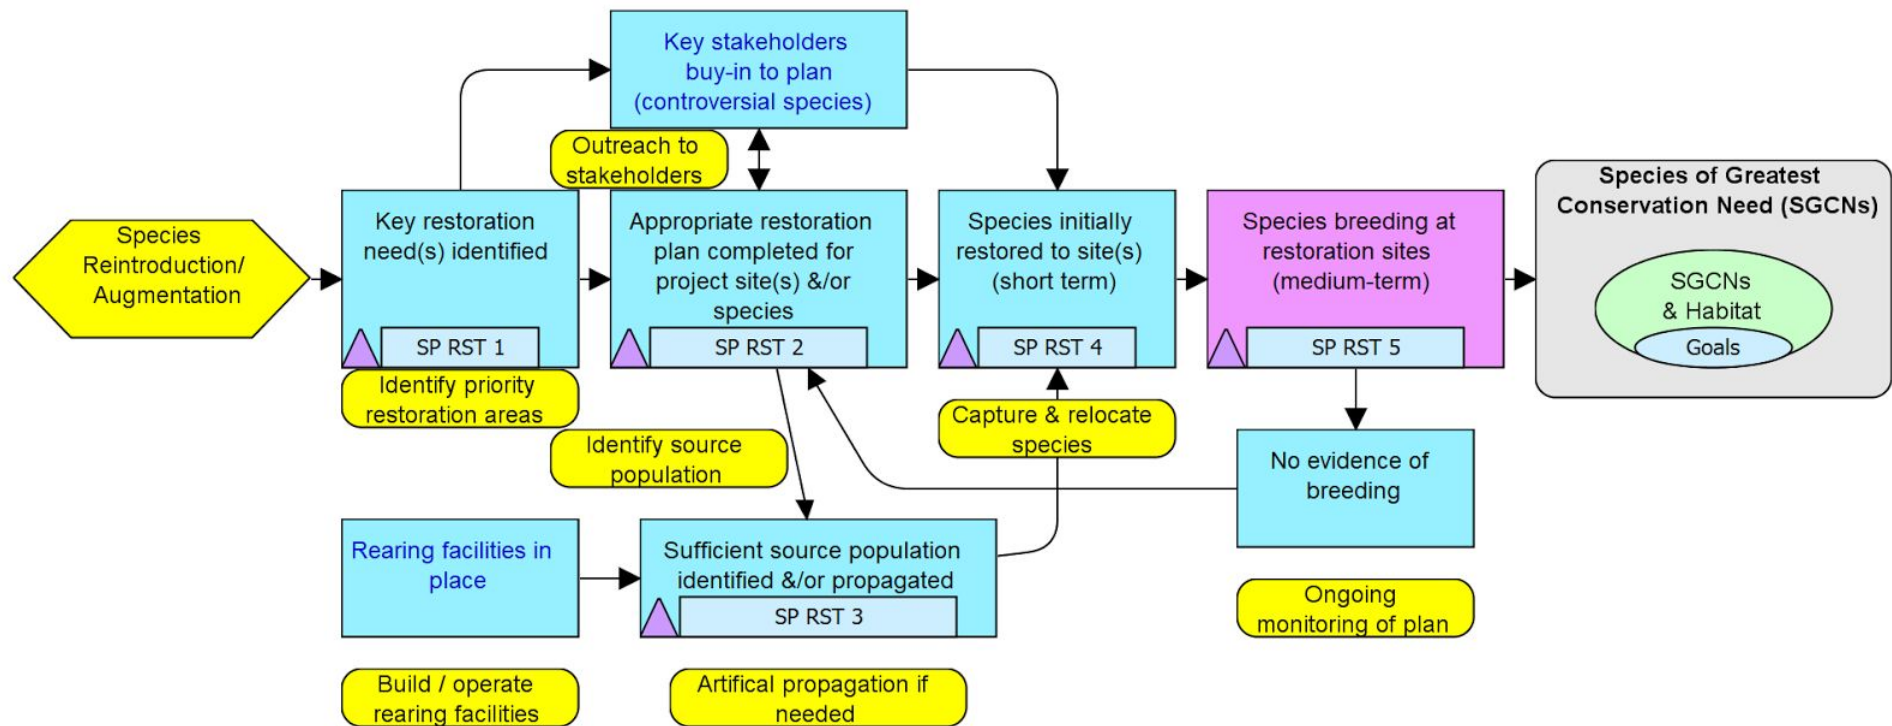 Key stakeholders
buy-in to plan
(controversial species)
Outreach to
stakeholders
Species
Reintroduction/
Augmentation
Key restoration
need(s) identified
SP RST 1
Identify priority
restoration areas
Appropriate restoration
plan completed for
project site(s) &/or
species
SP RST 2
Species initially
restored to site(s)
(short term)
SP RST 4
Species breeding at
restoration sites
(medium-term)
SP RST 5
Species of Greatest
Conservation Need (SGCNs)
SGCNs
& Habitat
Goals
Identify source
population
Capture & relocate
species
No evidence of
breeding
Rearing facilities in
place
Sufficient source population
identified &/or propagated
SP RST 3
Ongoing
monitoring of plan
Build / operate
rearing facilities
Artifical propagation if
needed